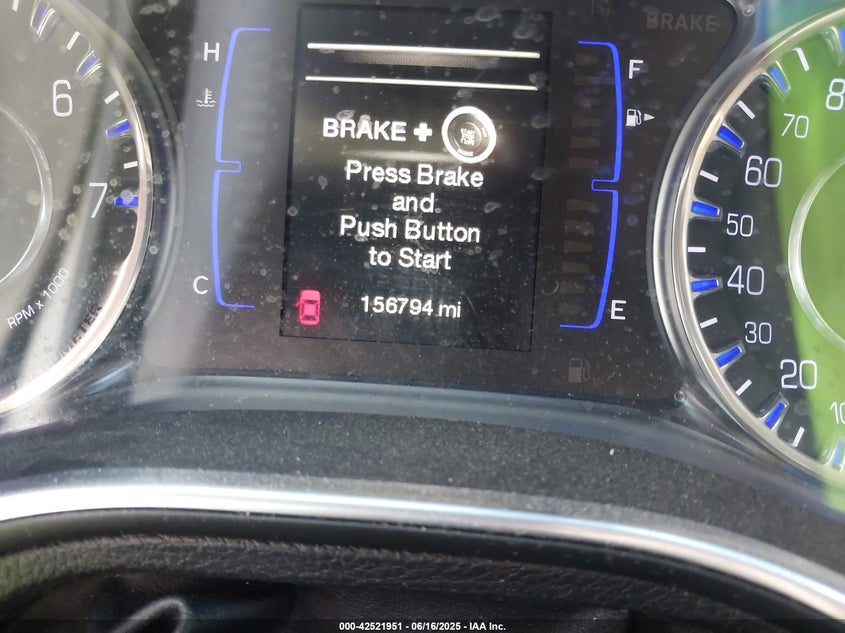 BRAKE
H
F
6
7
RPM x 1000
BRAKE +
Press Brake
and
Push Button
to Start
156794 mi
C
E
8
70
60
50
40
30
20
10
000-42521951 - 06/16/2025 - IAA Inc.